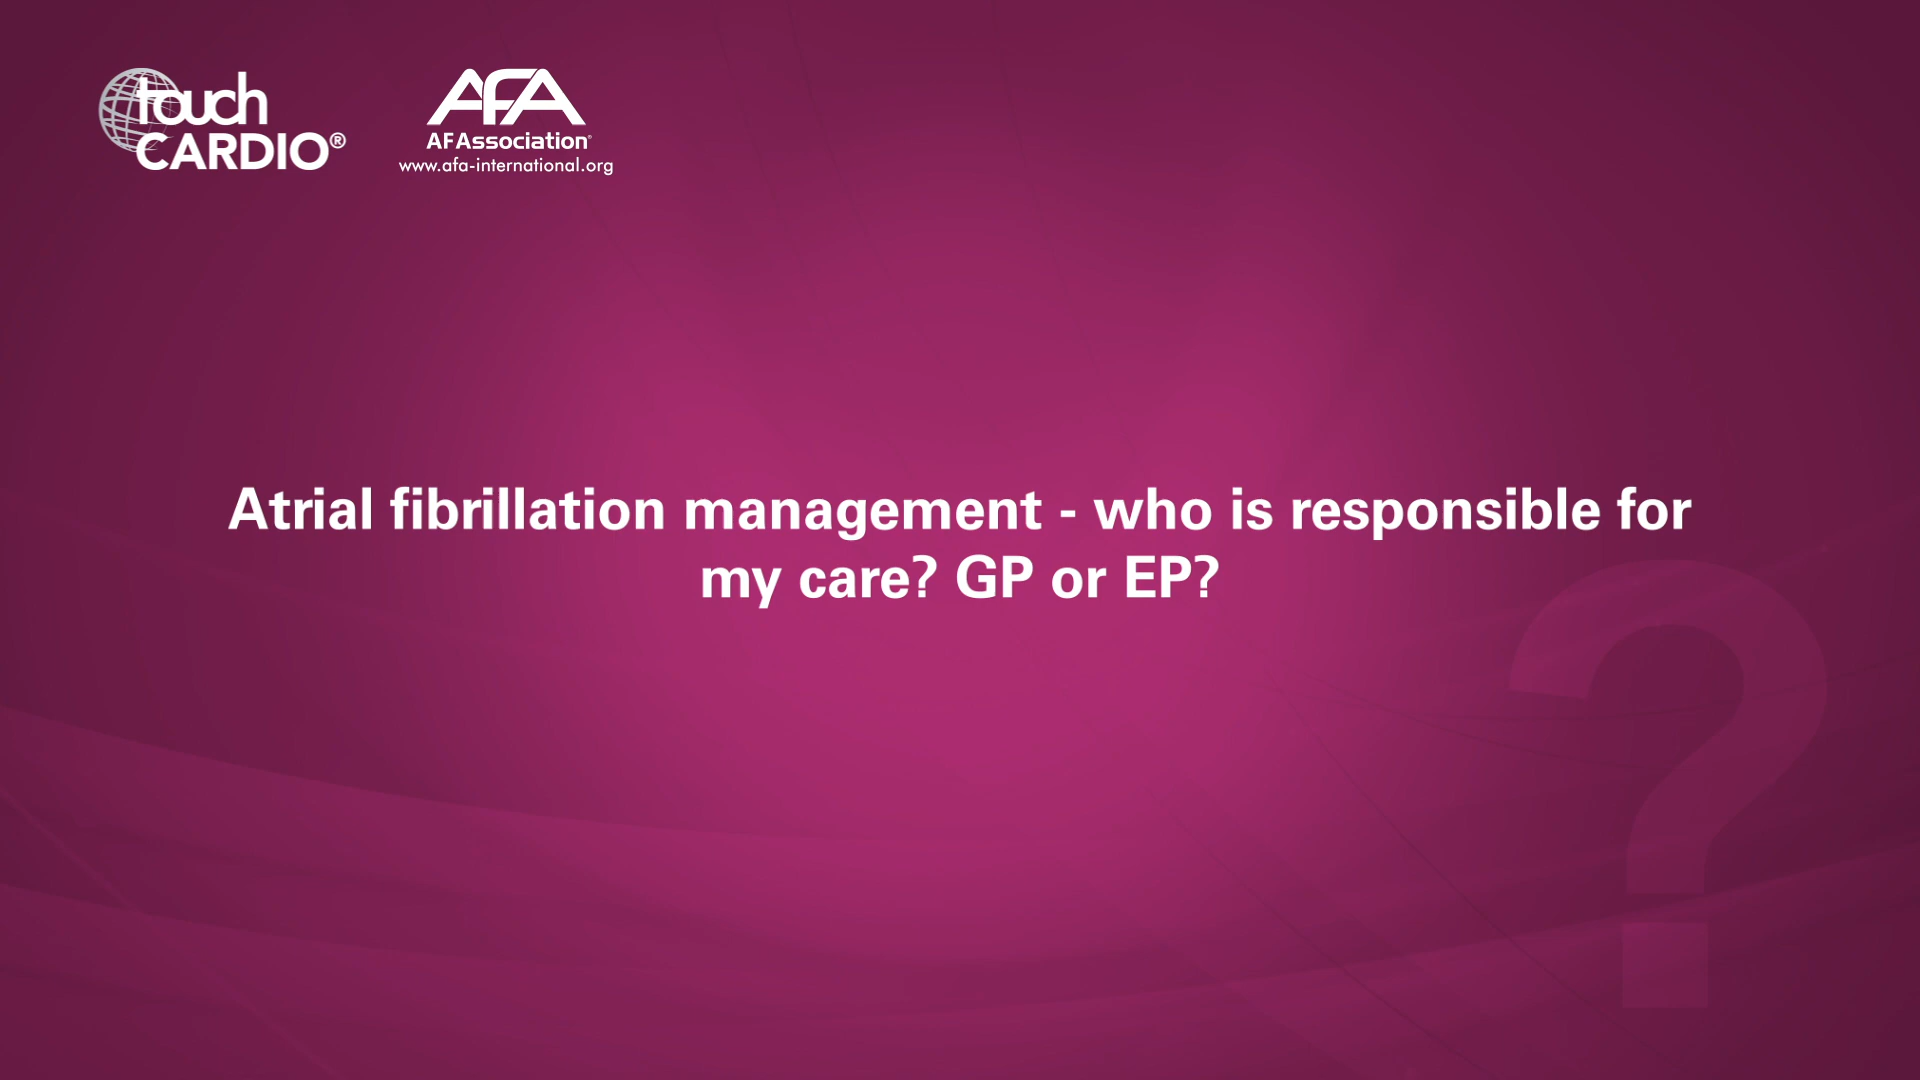 touch
CARDIO®
AFA
AFAssociation®
www.afa-international.org
Atrial fibrillation management - who is responsible for
my care? GP or EP?
?